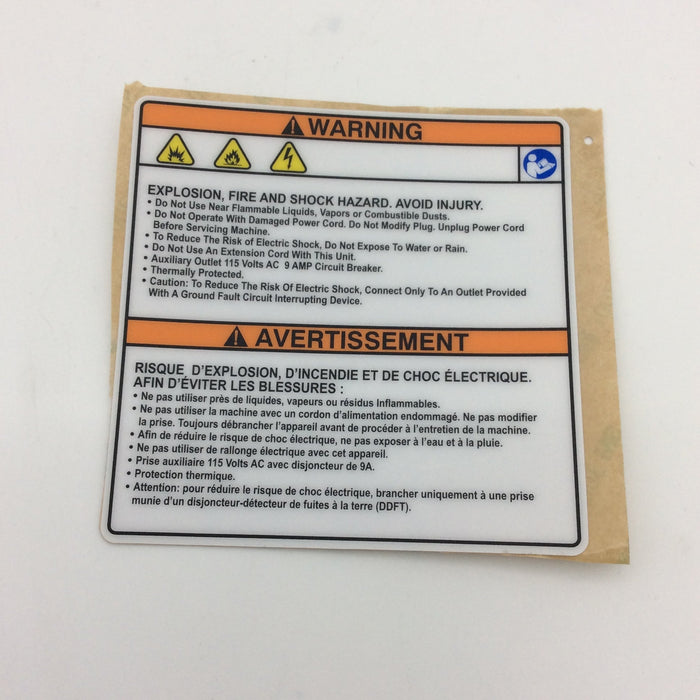 WARNING
EXPLOSION, FIRE AND SHOCK HAZARD. AVOID INJURY.
• Do Not Use Near Flammable Liquids, Vapors or Combustible Dusts.
• Do Not Operate With Damaged Power Cord. Do Not Modify Plug. Unplug Power Cord
Before Servicing Machine.
• To Reduce The Risk of Electric Shock, Do Not Expose To Water or Rain.
• Do Not Use An Extension Cord With This Unit.
• Auxiliary Outlet 115 Volts AC 9 AMP Circuit Breaker.
• Thermally Protected.
• Caution: To Reduce The Risk Of Electric Shock, Connect Only To An Outlet Provided
With A Ground Fault Circuit Interrupting Device.
AVERTISSEMENT
RISQUE D'EXPLOSION, D'INCENDIE ET DE CHOC ÉLECTRIQUE.
AFIN D'ÉVITER LES BLESSURES :
• Ne pas utiliser près de liquides, vapeurs ou résidus Inflammables.
• Ne pas utiliser la machine avec un cordon d'alimentation endommagé. Ne pas modifier
la prise. Toujours débrancher l'appareil avant de procéder à l'entretien de la machine.
• Afin de réduire le risque de choc électrique, ne pas exposer à l'eau et à la pluie.
• Ne pas utiliser de rallonge électrique avec cet appareil.
• Prise auxiliaire 115 Volts AC avec disjoncteur de 9A.
• Protection thermique.
• Attention: pour réduire le risque de choc électrique, brancher uniquement à une prise
munie d'un disjoncteur-détecteur de fuites à la terre (DDFT).